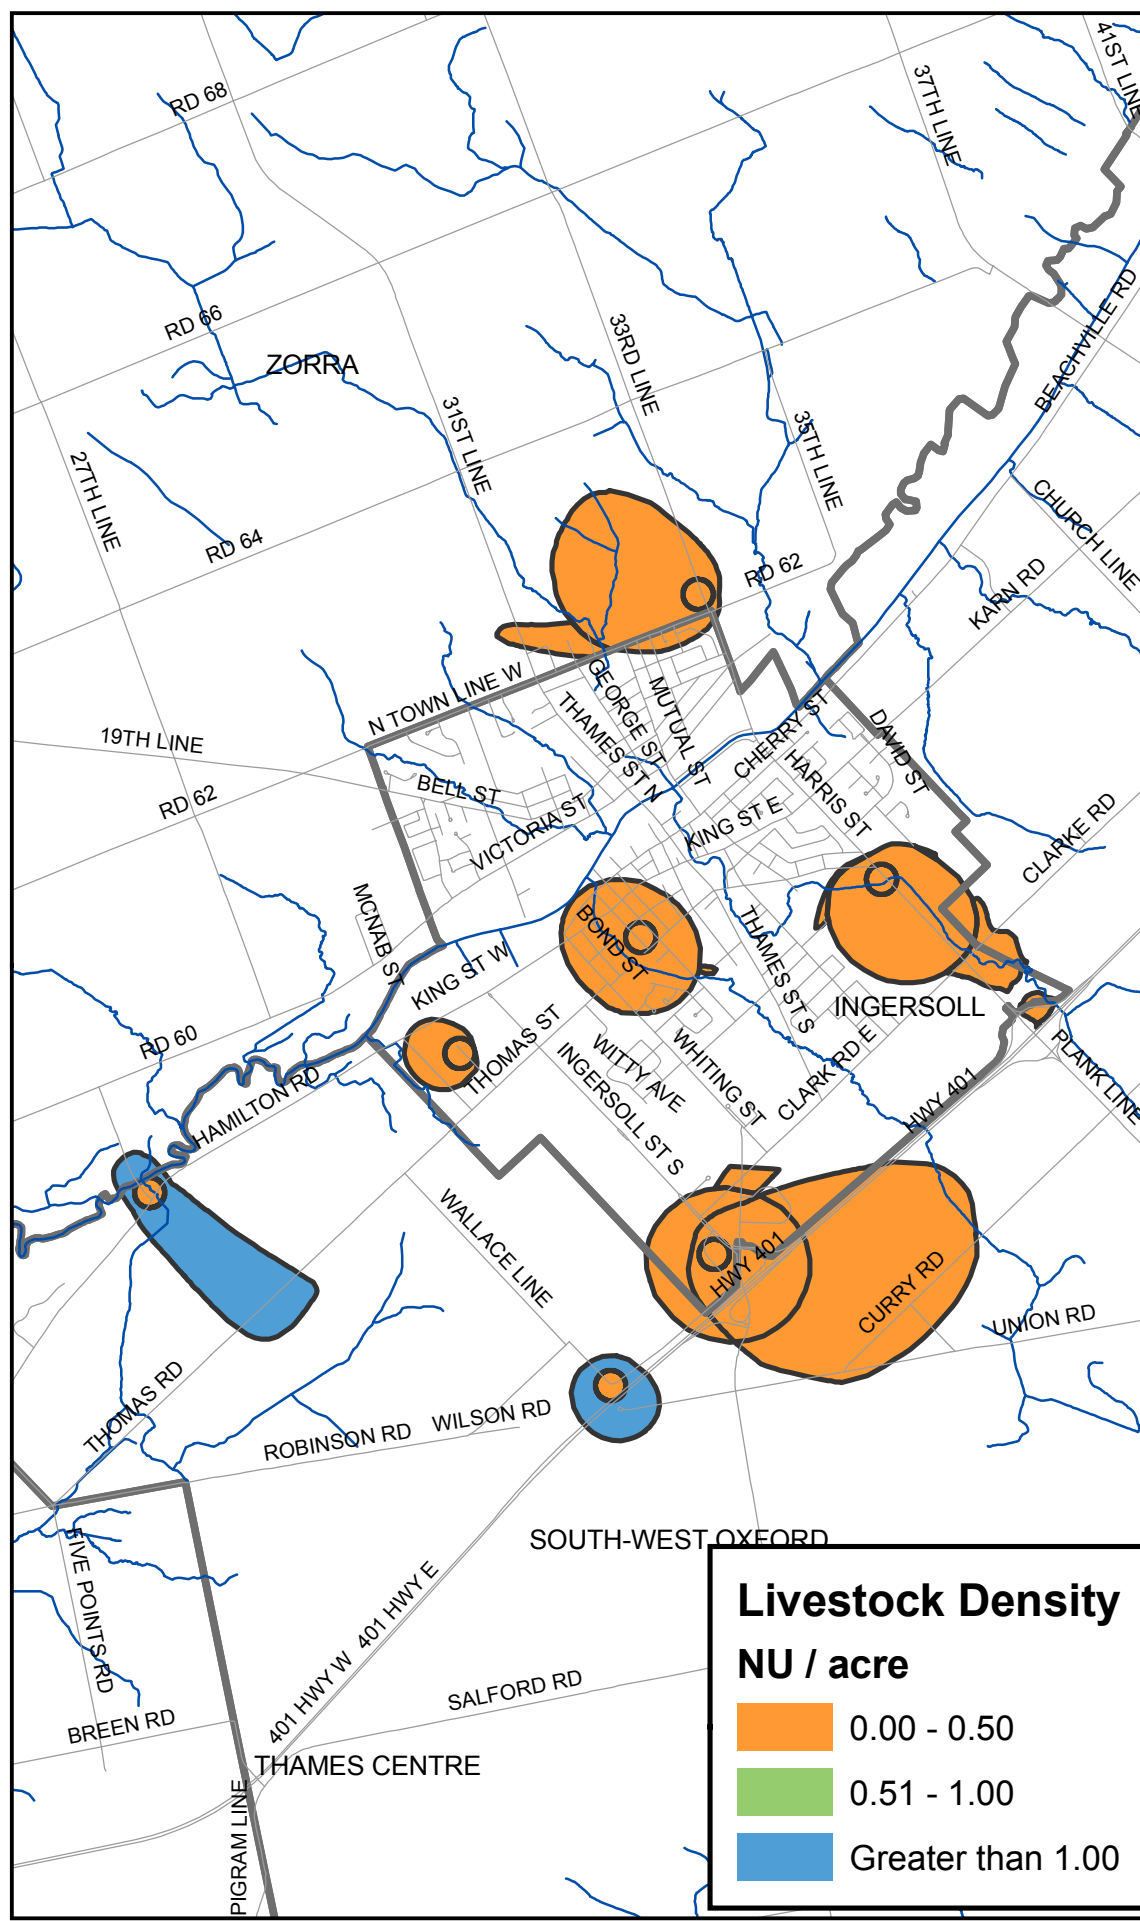 41ST LINE
RD 68
37TH LINE
RD 66
BEACHVILLE RD
33RD LINE
ZORRA
31ST LINE
35TH LINE
27TH LINE
CHURCH LINE
RD 64
RD 62
KARN RD
N TOWN LINE W
GEORGE ST
MUTUAL ST
THAMES ST N
CHERRY ST
DAVID ST
19TH LINE
BELL ST
HARRIS ST
RD 62
VICTORIA ST
KING ST E
CLARKE RD
MCNAB ST
BOND ST
THAMES ST S
KING ST W
INGERSOLL
RD 60
THOMAS ST
INGERSOLL ST S
WITTY AVE
WHITING ST
CLARK RD E
PLANK LINE
HAMILTON RD
HWY 401
WALLACE LINE
HWY 401
CURRY RD
UNION RD
THOMAS RD
ROBINSON RD
WILSON RD
SOUTH-WEST OXFORD
FIVE POINTS RD
401 HWY W
401 HWY E
SALFORD RD
BREEN RD
THAMES CENTRE
PIGRAM LINE
Livestock Density
NU / acre
0.00 - 0.50
0.51 - 1.00
Greater than 1.00